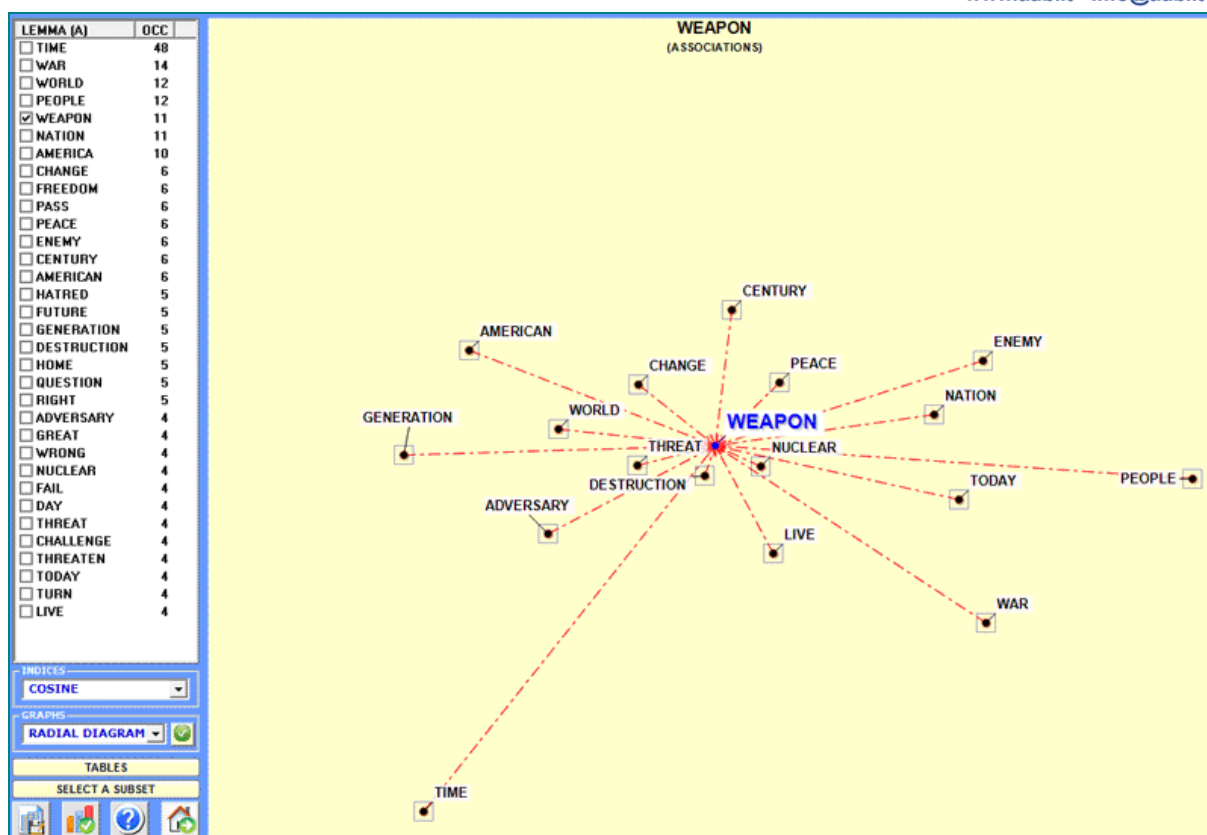 LEMMA (A) OCC
TIME 48
WAR 14
WORLD 12
PEOPLE 12
WEAPON 11
NATION 11
AMERICA 10
CHANGE 6
FREEDOM 6
PASS 6
PEACE 6
ENEMY 6
CENTURY 6
AMERICAN 6
HATRED 5
FUTURE 5
GENERATION 5
DESTRUCTION 5
HOME 5
QUESTION 5
RIGHT 5
ADVERSARY 4
GREAT 4
WRONG 4
NUCLEAR 4
FAIL 4
DAY 4
THREAT 4
CHALLENGE 4
THREATEN 4
TODAY 4
TURN 4
LIVE 4
INDICES
COSINE
GRAPHS
RADIAL DIAGRAM
TABLES
SELECT A SUBSET
WEAPON
(ASSOCIATIONS)
CENTURY
AMERICAN
ENEMY
CHANGE
PEACE
NATION
WORLD
GENERATION
WEAPON
THREAT
NUCLEAR
DESTRUCTION
TODAY
PEOPLE
ADVERSARY
LIVE
WAR
TIME